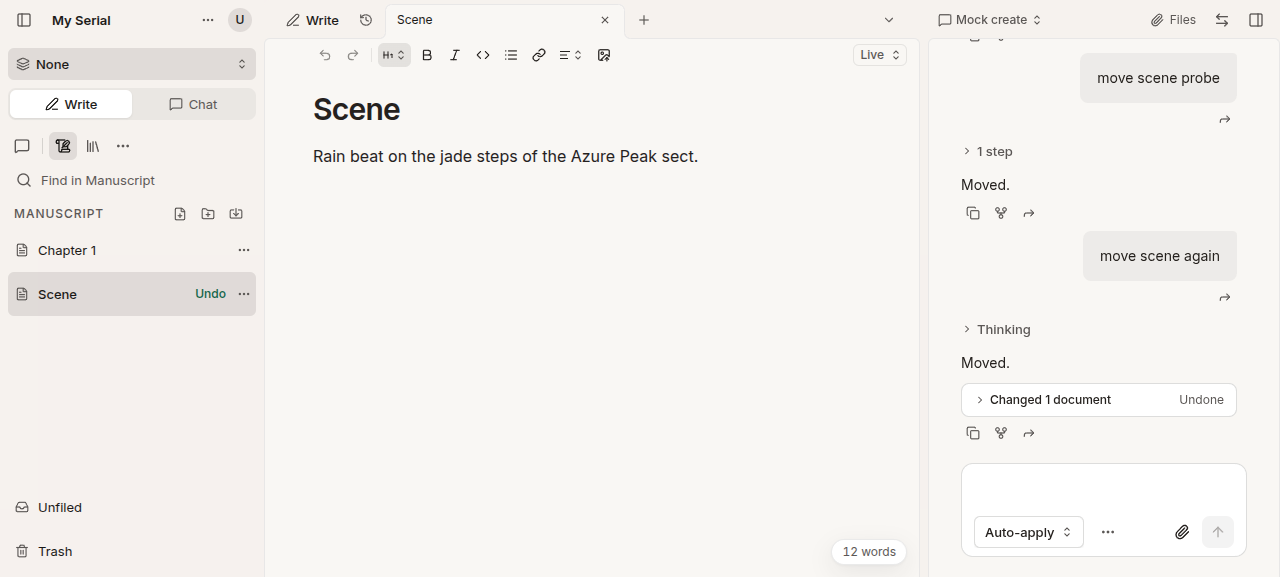 My Serial
U
Write
Scene
Mock create
Files
None
H1
Live
Write
Chat
Find in Manuscript
MANUSCRIPT
Chapter 1
Scene
Undo
Unfiled
Trash
Scene
Rain beat on the jade steps of the Azure Peak sect.
12 words
move scene probe
1 step
Moved.
move scene again
Thinking
Moved.
Changed 1 document
Undone
Auto-apply